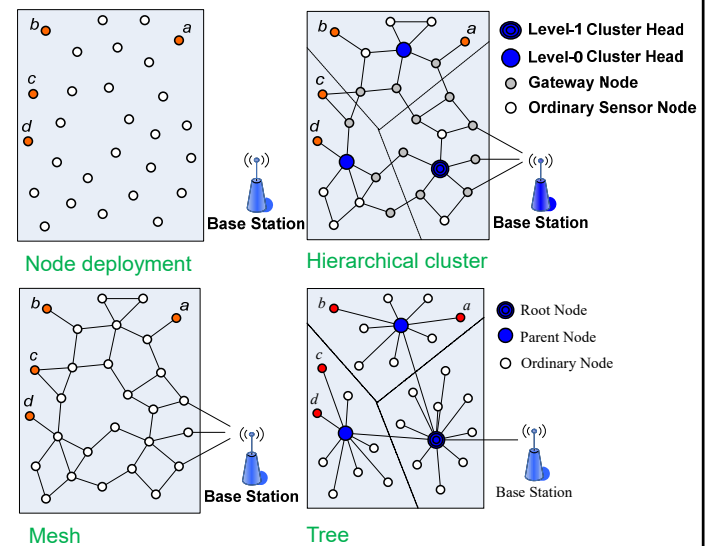 b
a
c
d
Base Station
Node deployment
b
a
c
d
Level-1 Cluster Head
Level-0 Cluster Head
Gateway Node
Ordinary Sensor Node
Base Station
Hierarchical cluster
b
a
c
d
Base Station
Mesh
b
a
c
d
Root Node
Parent Node
Ordinary Node
Base Station
Tree